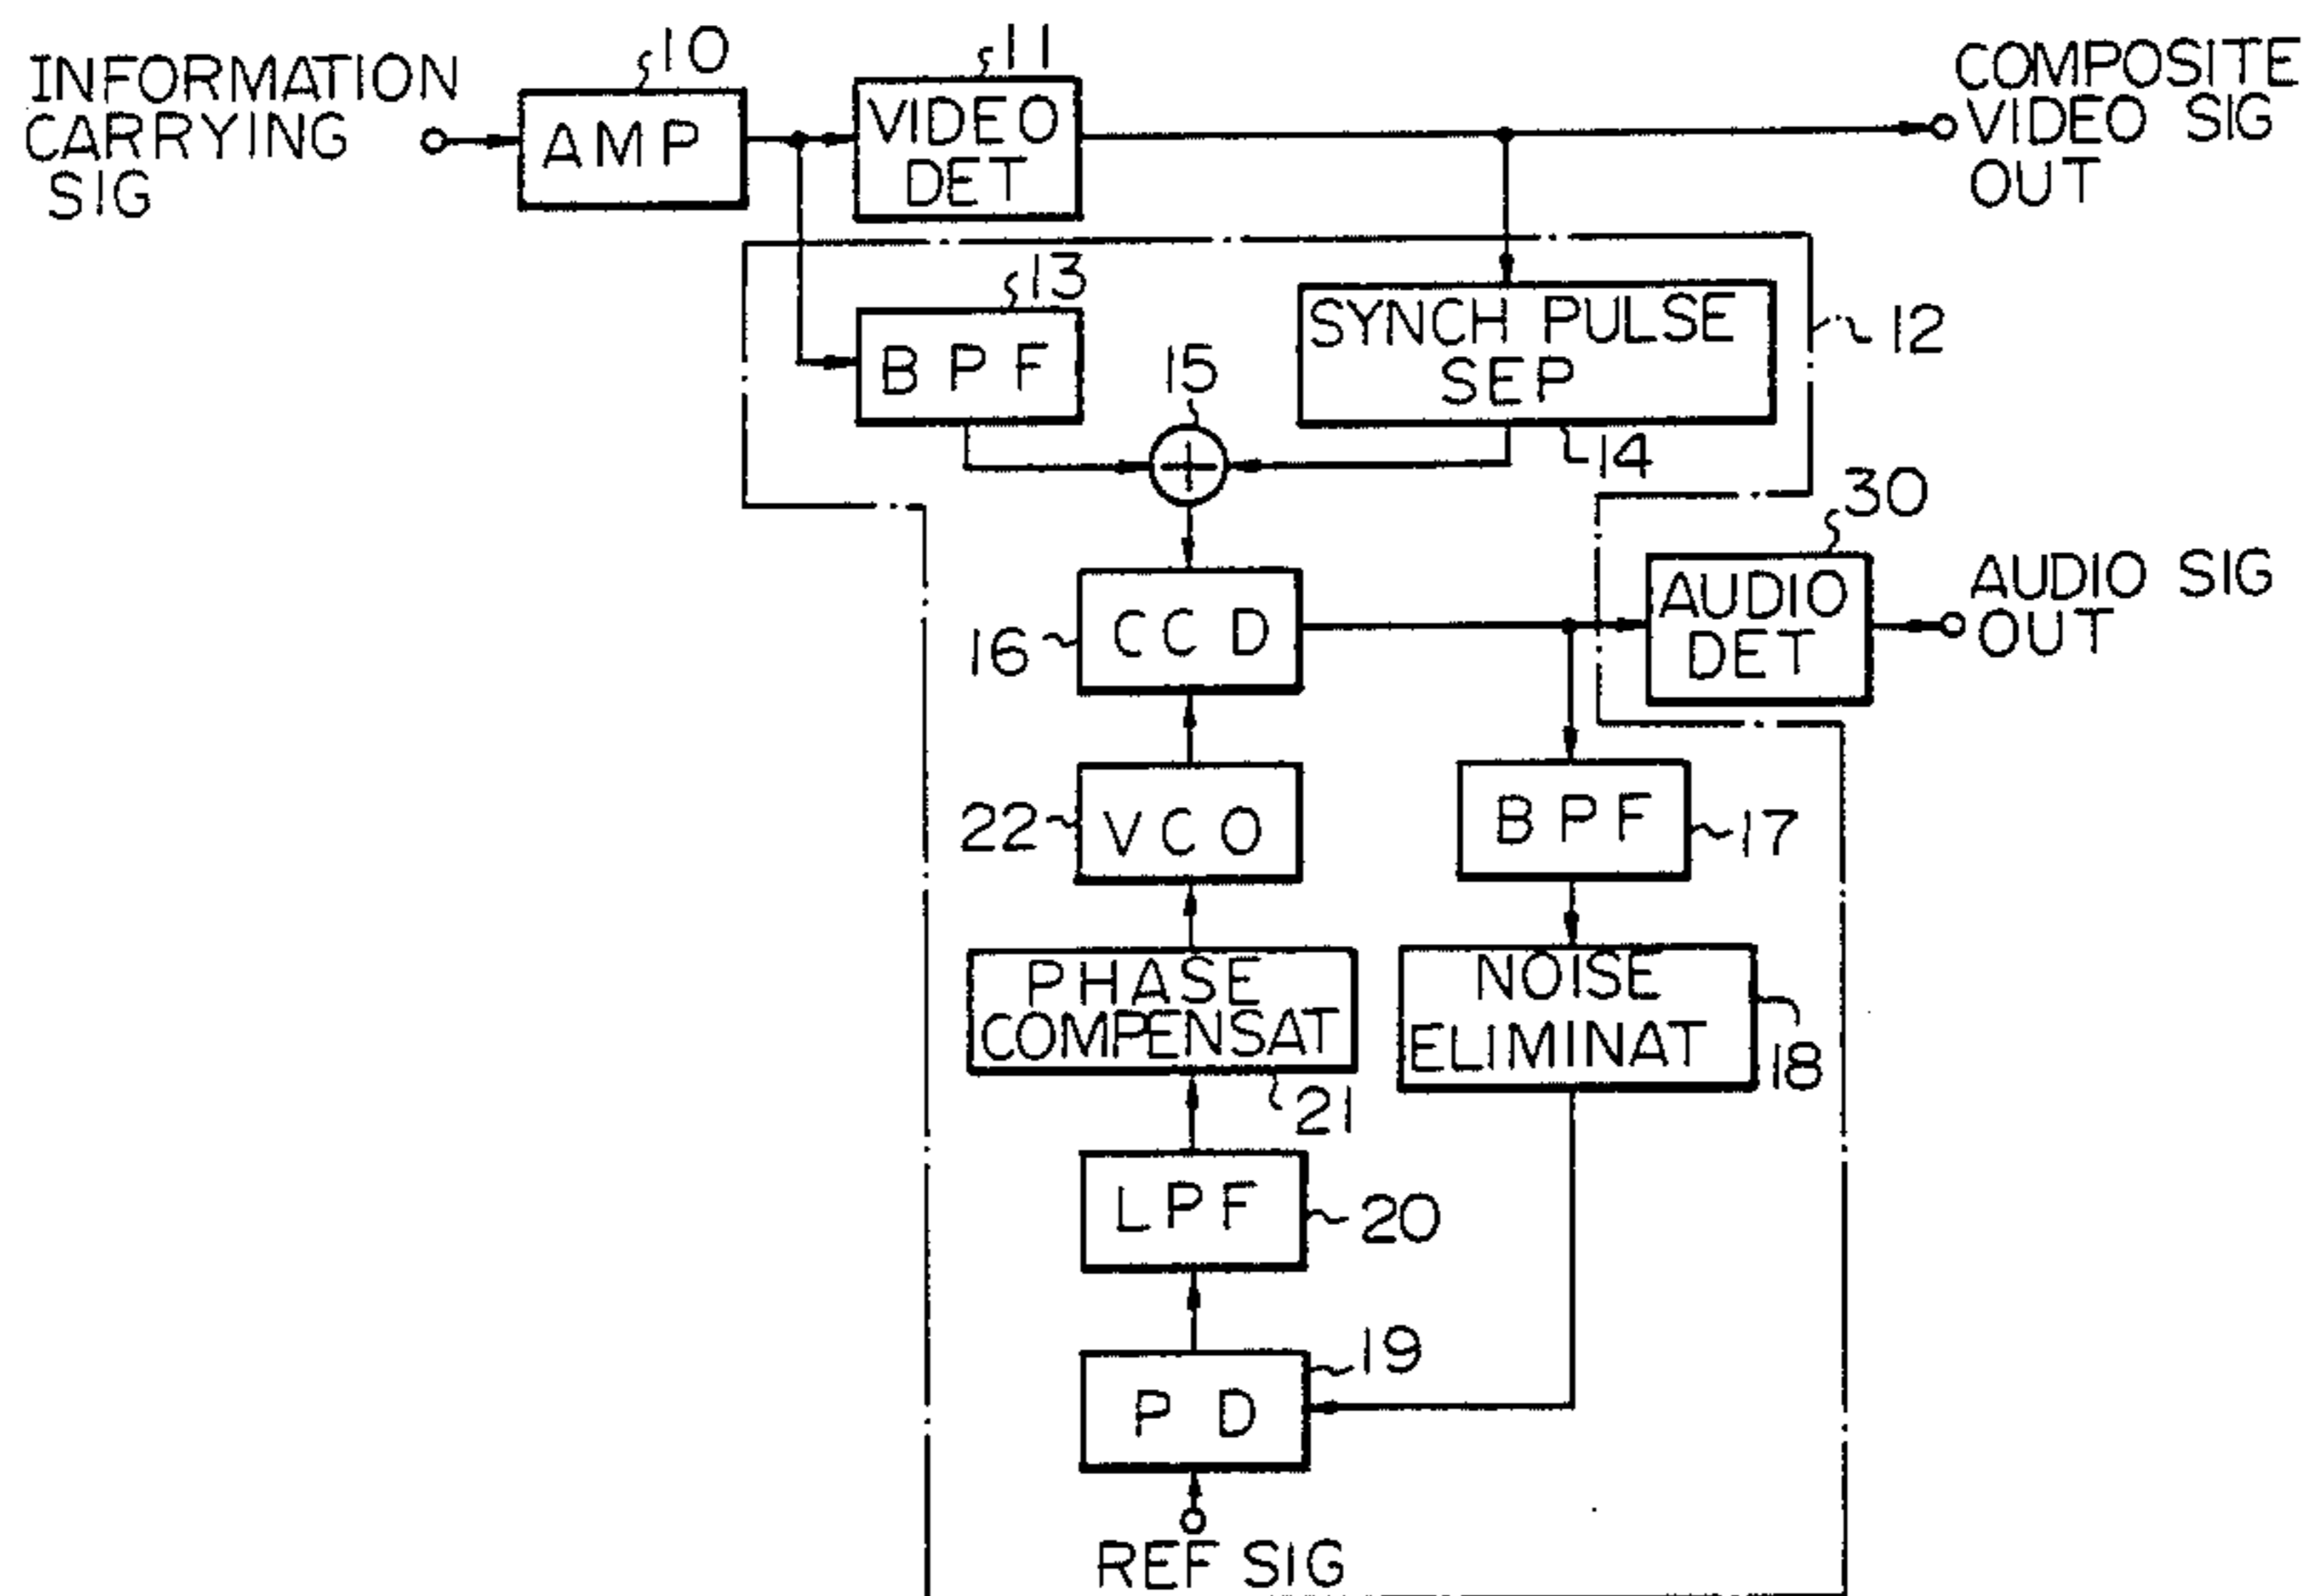 INFORMATION
CARRYING
SIG
10
AMP
11
VIDEO
DET
COMPOSITE
VIDEO SIG
OUT
13
BPF
SYNCH PULSE
SEP
12
15
14
30
16
CCD
AUDIO
DET
AUDIO SIG
OUT
22
VCO
BPF
17
PHASE
COMPENSAT
21
NOISE
ELIMINAT
18
LPF
20
19
PD
REF SIG